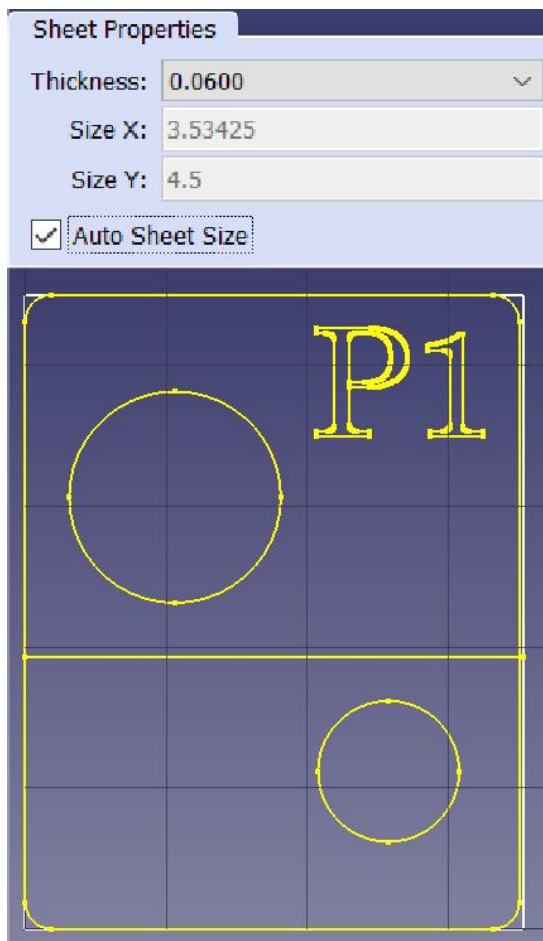 Sheet Properties
Thickness: 0.0600
Size X: 3.53425
Size Y: 4.5
Auto Sheet Size
P1